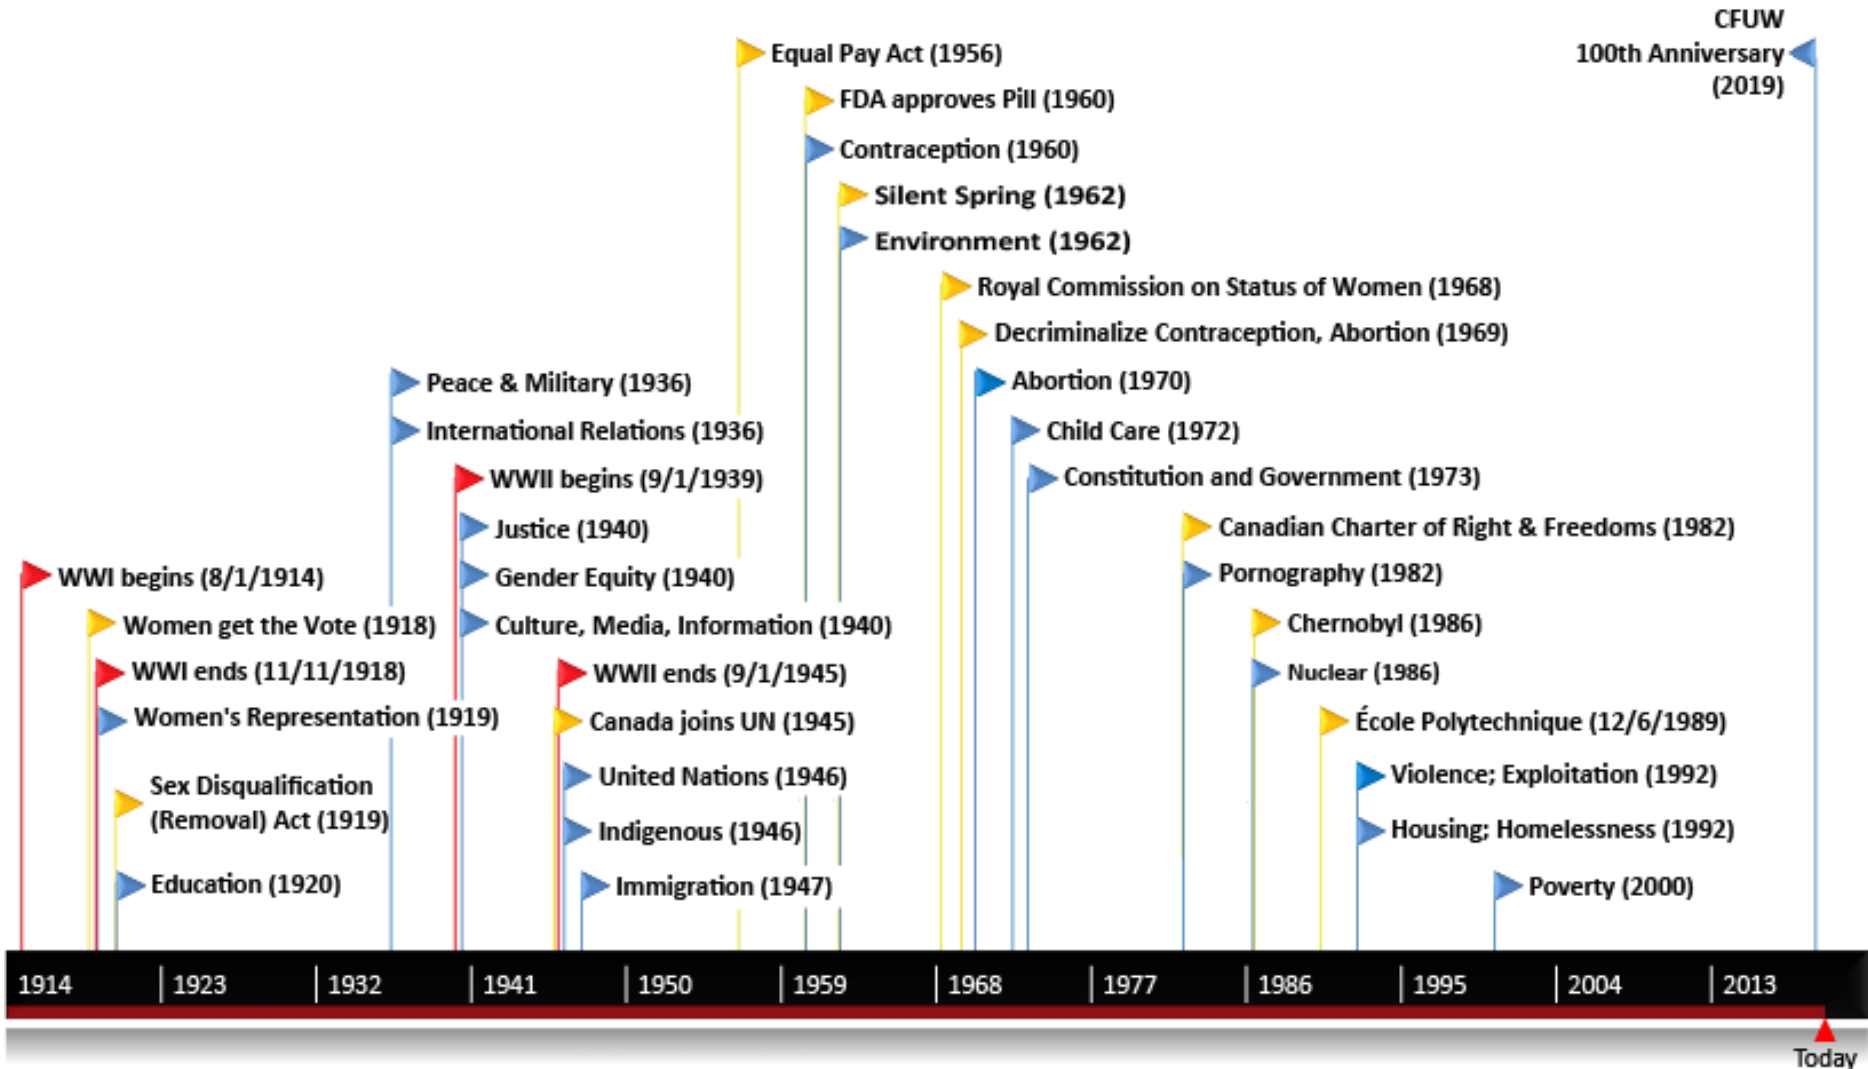 CFUW
100th Anniversary
(2019)
Equal Pay Act (1956)
FDA approves Pill (1960)
Contraception (1960)
Silent Spring (1962)
Environment (1962)
Royal Commission on Status of Women (1968)
Decriminalize Contraception, Abortion (1969)
Peace & Military (1936)
Abortion (1970)
International Relations (1936)
Child Care (1972)
WWII begins (9/1/1939)
Constitution and Government (1973)
Justice (1940)
Canadian Charter of Right & Freedoms (1982)
WWI begins (8/1/1914)
Gender Equity (1940)
Pornography (1982)
Women get the Vote (1918)
Culture, Media, Information (1940)
Chernobyl (1986)
WWI ends (11/11/1918)
WWII ends (9/1/1945)
Nuclear (1986)
Women's Representation (1919)
Canada joins UN (1945)
École Polytechnique (12/6/1989)
Sex Disqualification
(Removal) Act (1919)
United Nations (1946)
Violence; Exploitation (1992)
Indigenous (1946)
Housing; Homelessness (1992)
Education (1920)
Immigration (1947)
Poverty (2000)
1914 1923 1932 1941 1950 1959 1968 1977 1986 1995 2004 2013
Today